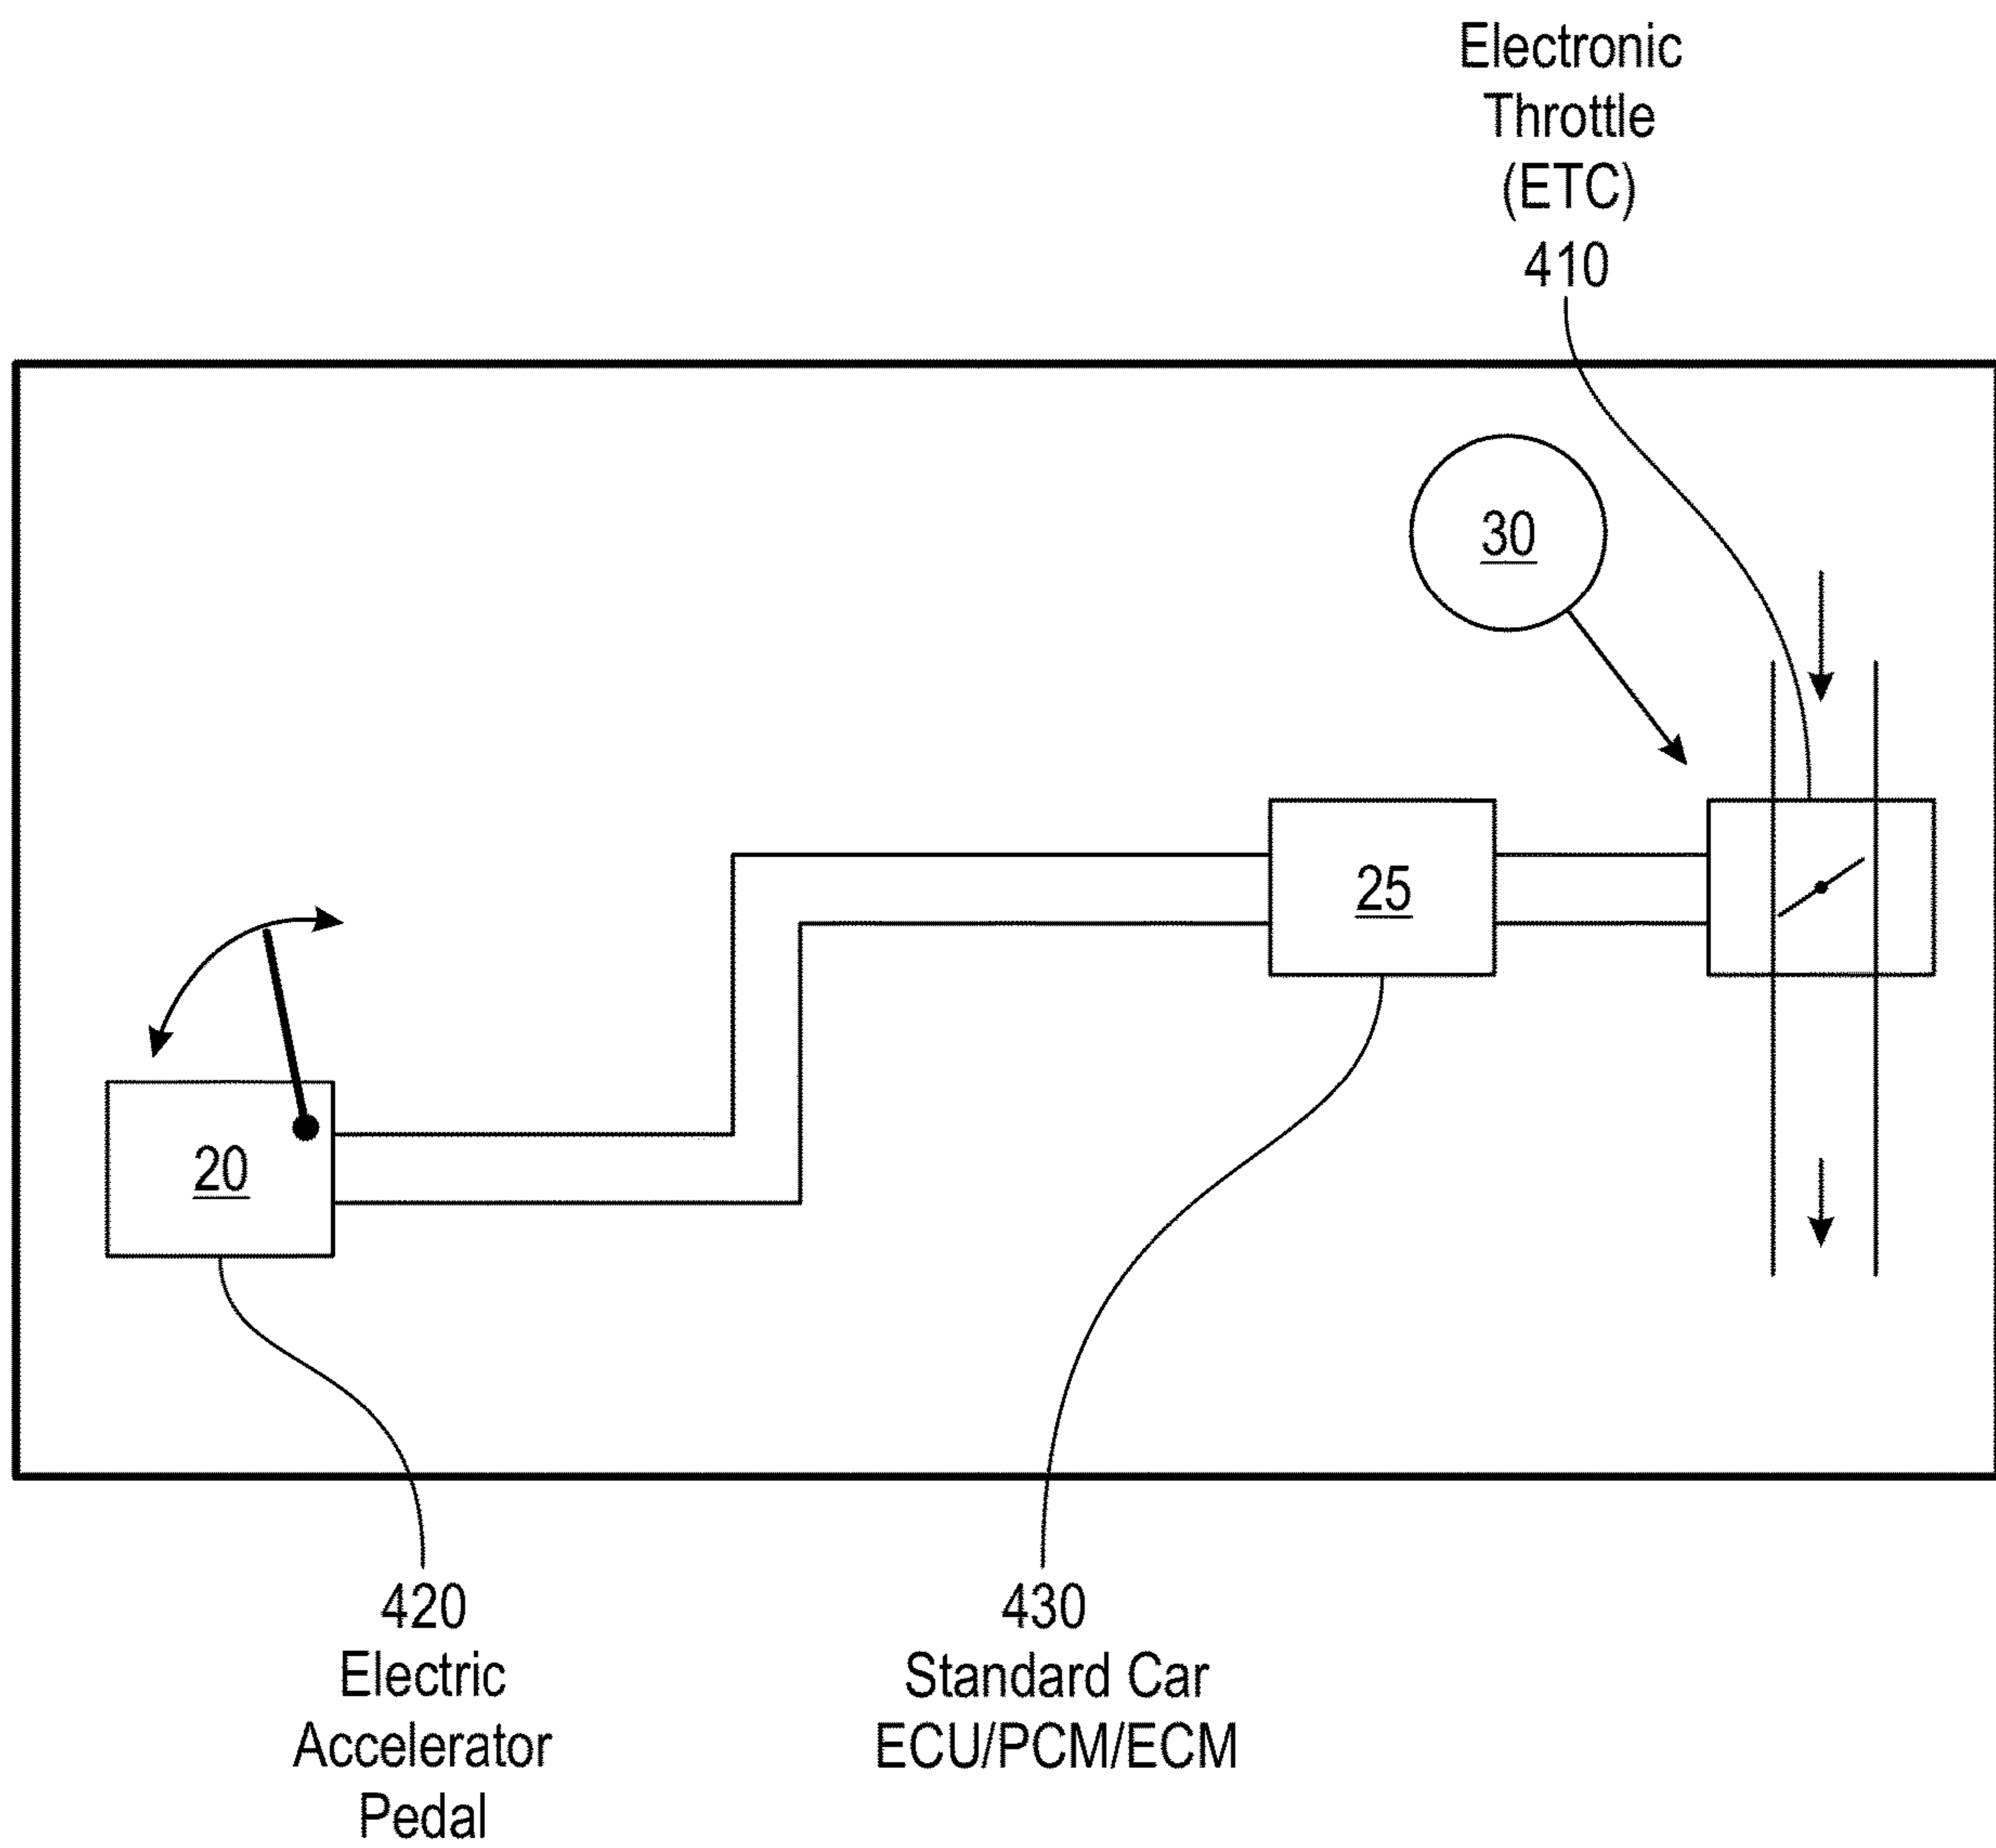 Electronic
Throttle
(ETC)
410
30
25
20
420
Electric
Accelerator
Pedal
430
Standard Car
ECU/PCM/ECM